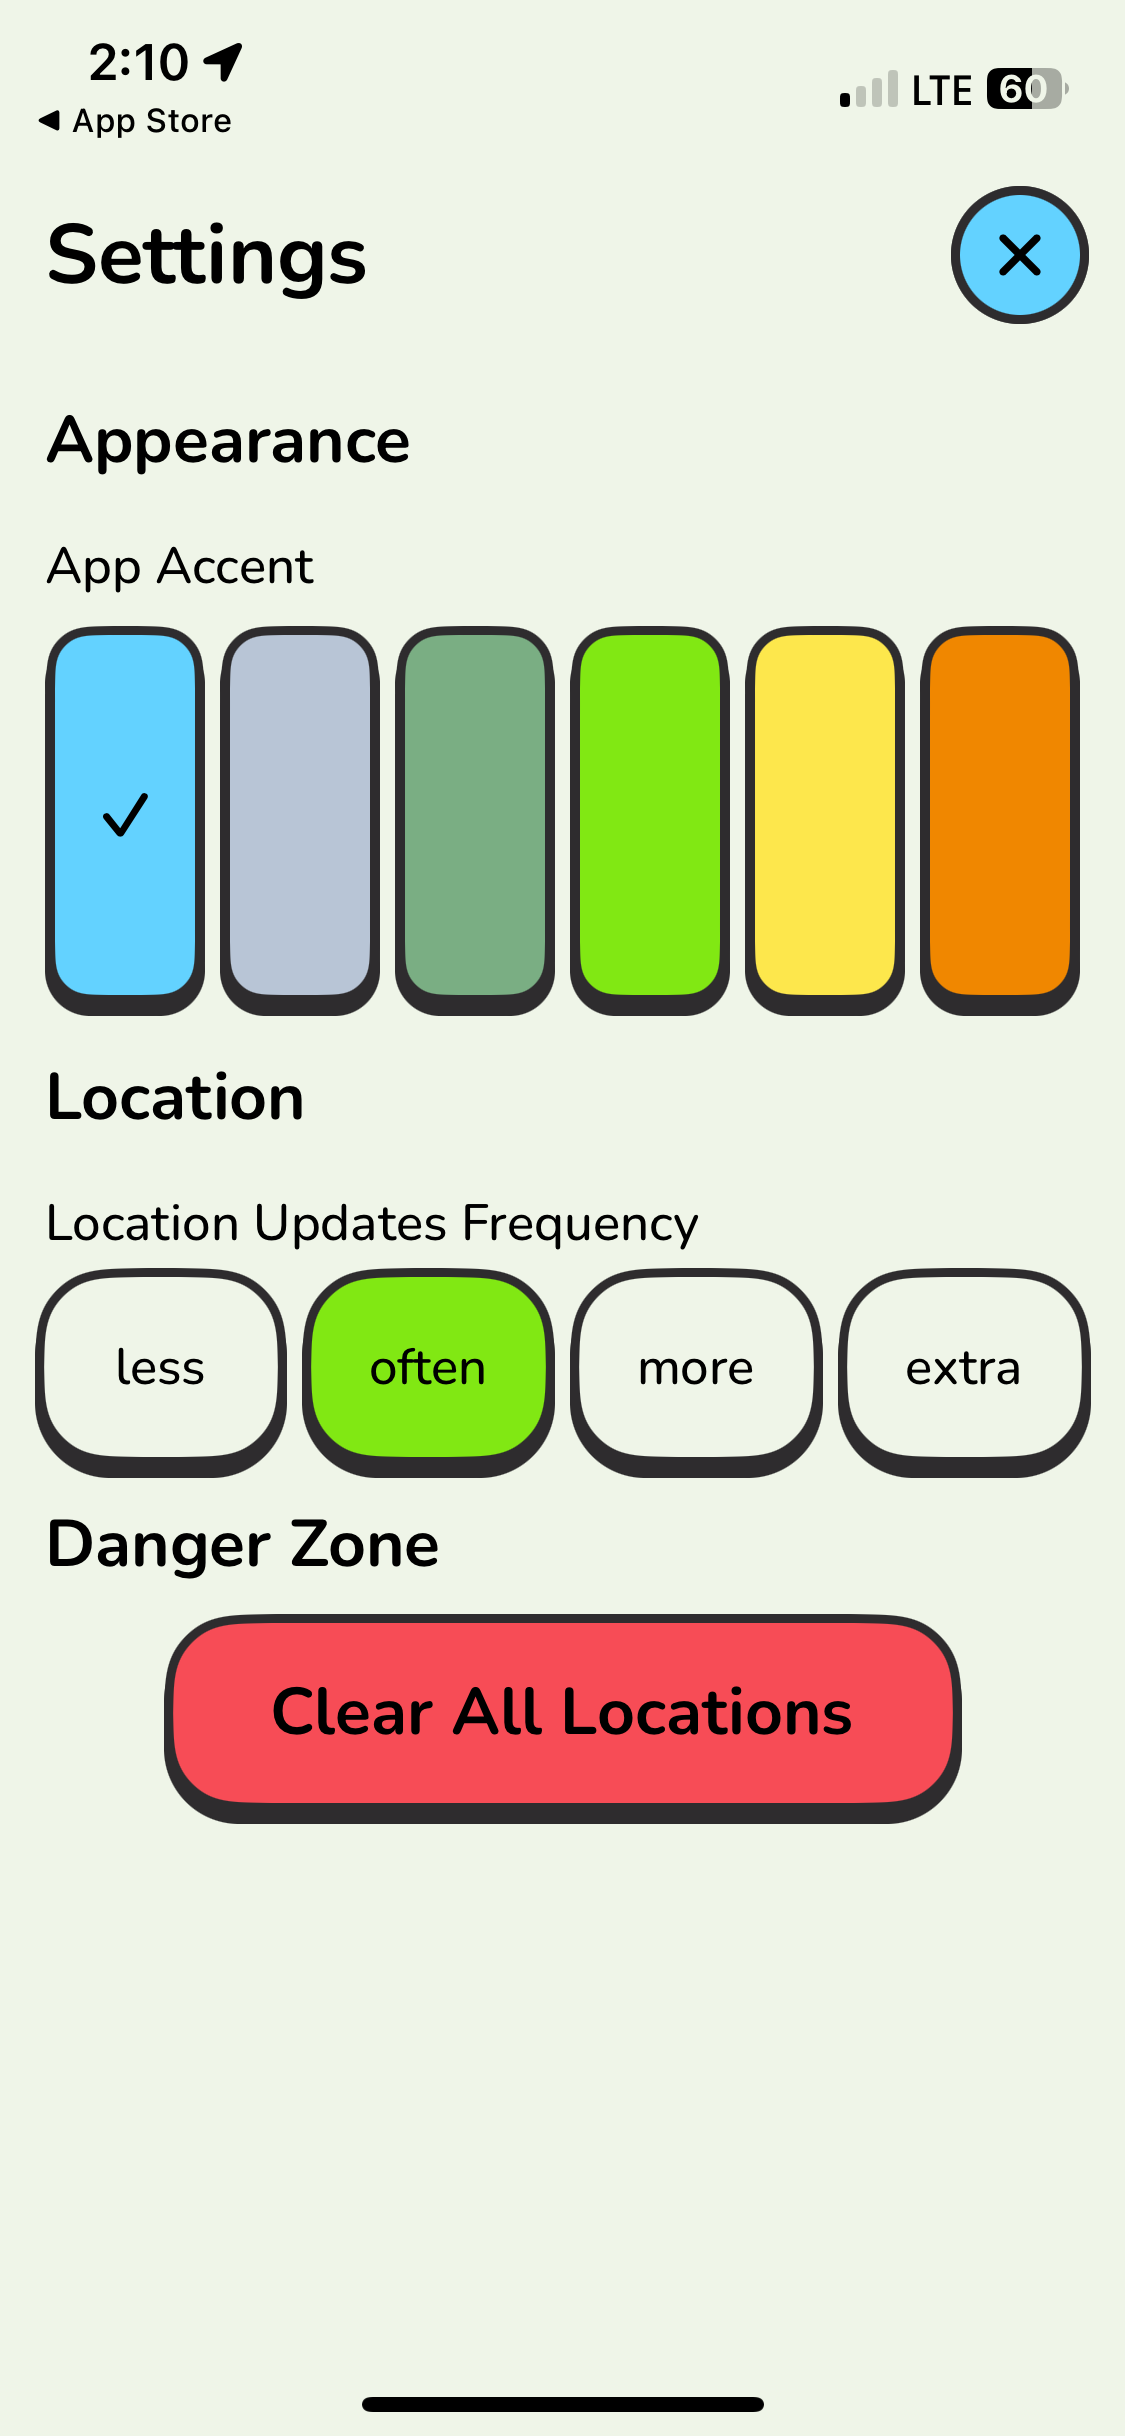 2:10
App Store
LTE 60
Settings
Appearance
App Accent
Location
Location Updates Frequency
less often more extra
Danger Zone
Clear All Locations